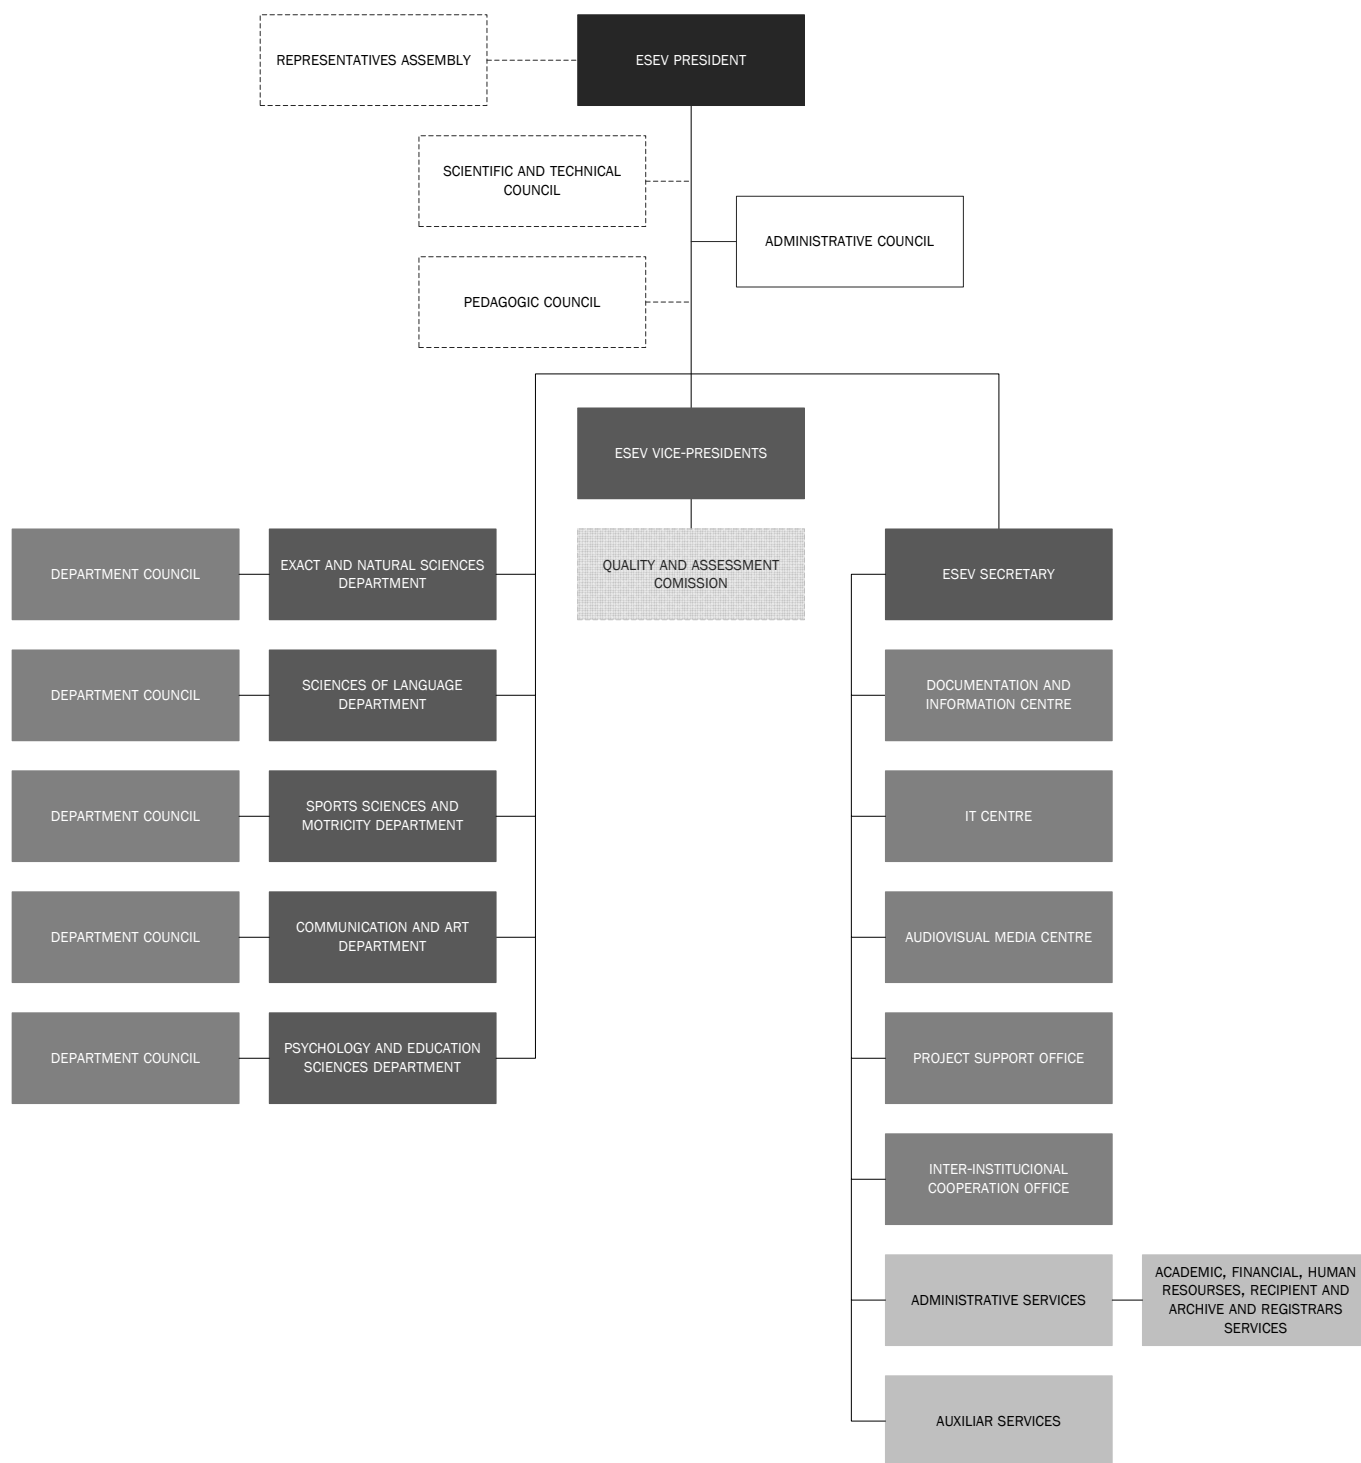 REPRESENTATIVES ASSEMBLY
ESEV PRESIDENT
SCIENTIFIC AND TECHNICAL
COUNCIL
ADMINISTRATIVE COUNCIL
PEDAGOGIC COUNCIL
ESEV VICE-PRESIDENTS
DEPARTMENT COUNCIL
EXACT AND NATURAL SCIENCES
DEPARTMENT
QUALITY AND ASSESSMENT
COMISSION
ESEV SECRETARY
DEPARTMENT COUNCIL
SCIENCES OF LANGUAGE
DEPARTMENT
DOCUMENTATION AND
INFORMATION CENTRE
DEPARTMENT COUNCIL
SPORTS SCIENCES AND
MOTRICITY DEPARTMENT
IT CENTRE
DEPARTMENT COUNCIL
COMMUNICATION AND ART
DEPARTMENT
AUDIOVISUAL MEDIA CENTRE
DEPARTMENT COUNCIL
PSYCHOLOGY AND EDUCATION
SCIENCES DEPARTMENT
PROJECT SUPPORT OFFICE
INTER-INSTITUCIONAL
COOPERATION OFFICE
ADMINISTRATIVE SERVICES
ACADEMIC, FINANCIAL, HUMAN
RESOURSES, RECIPIENT AND
ARCHIVE AND REGISTRARS
SERVICES
AUXILIAR SERVICES